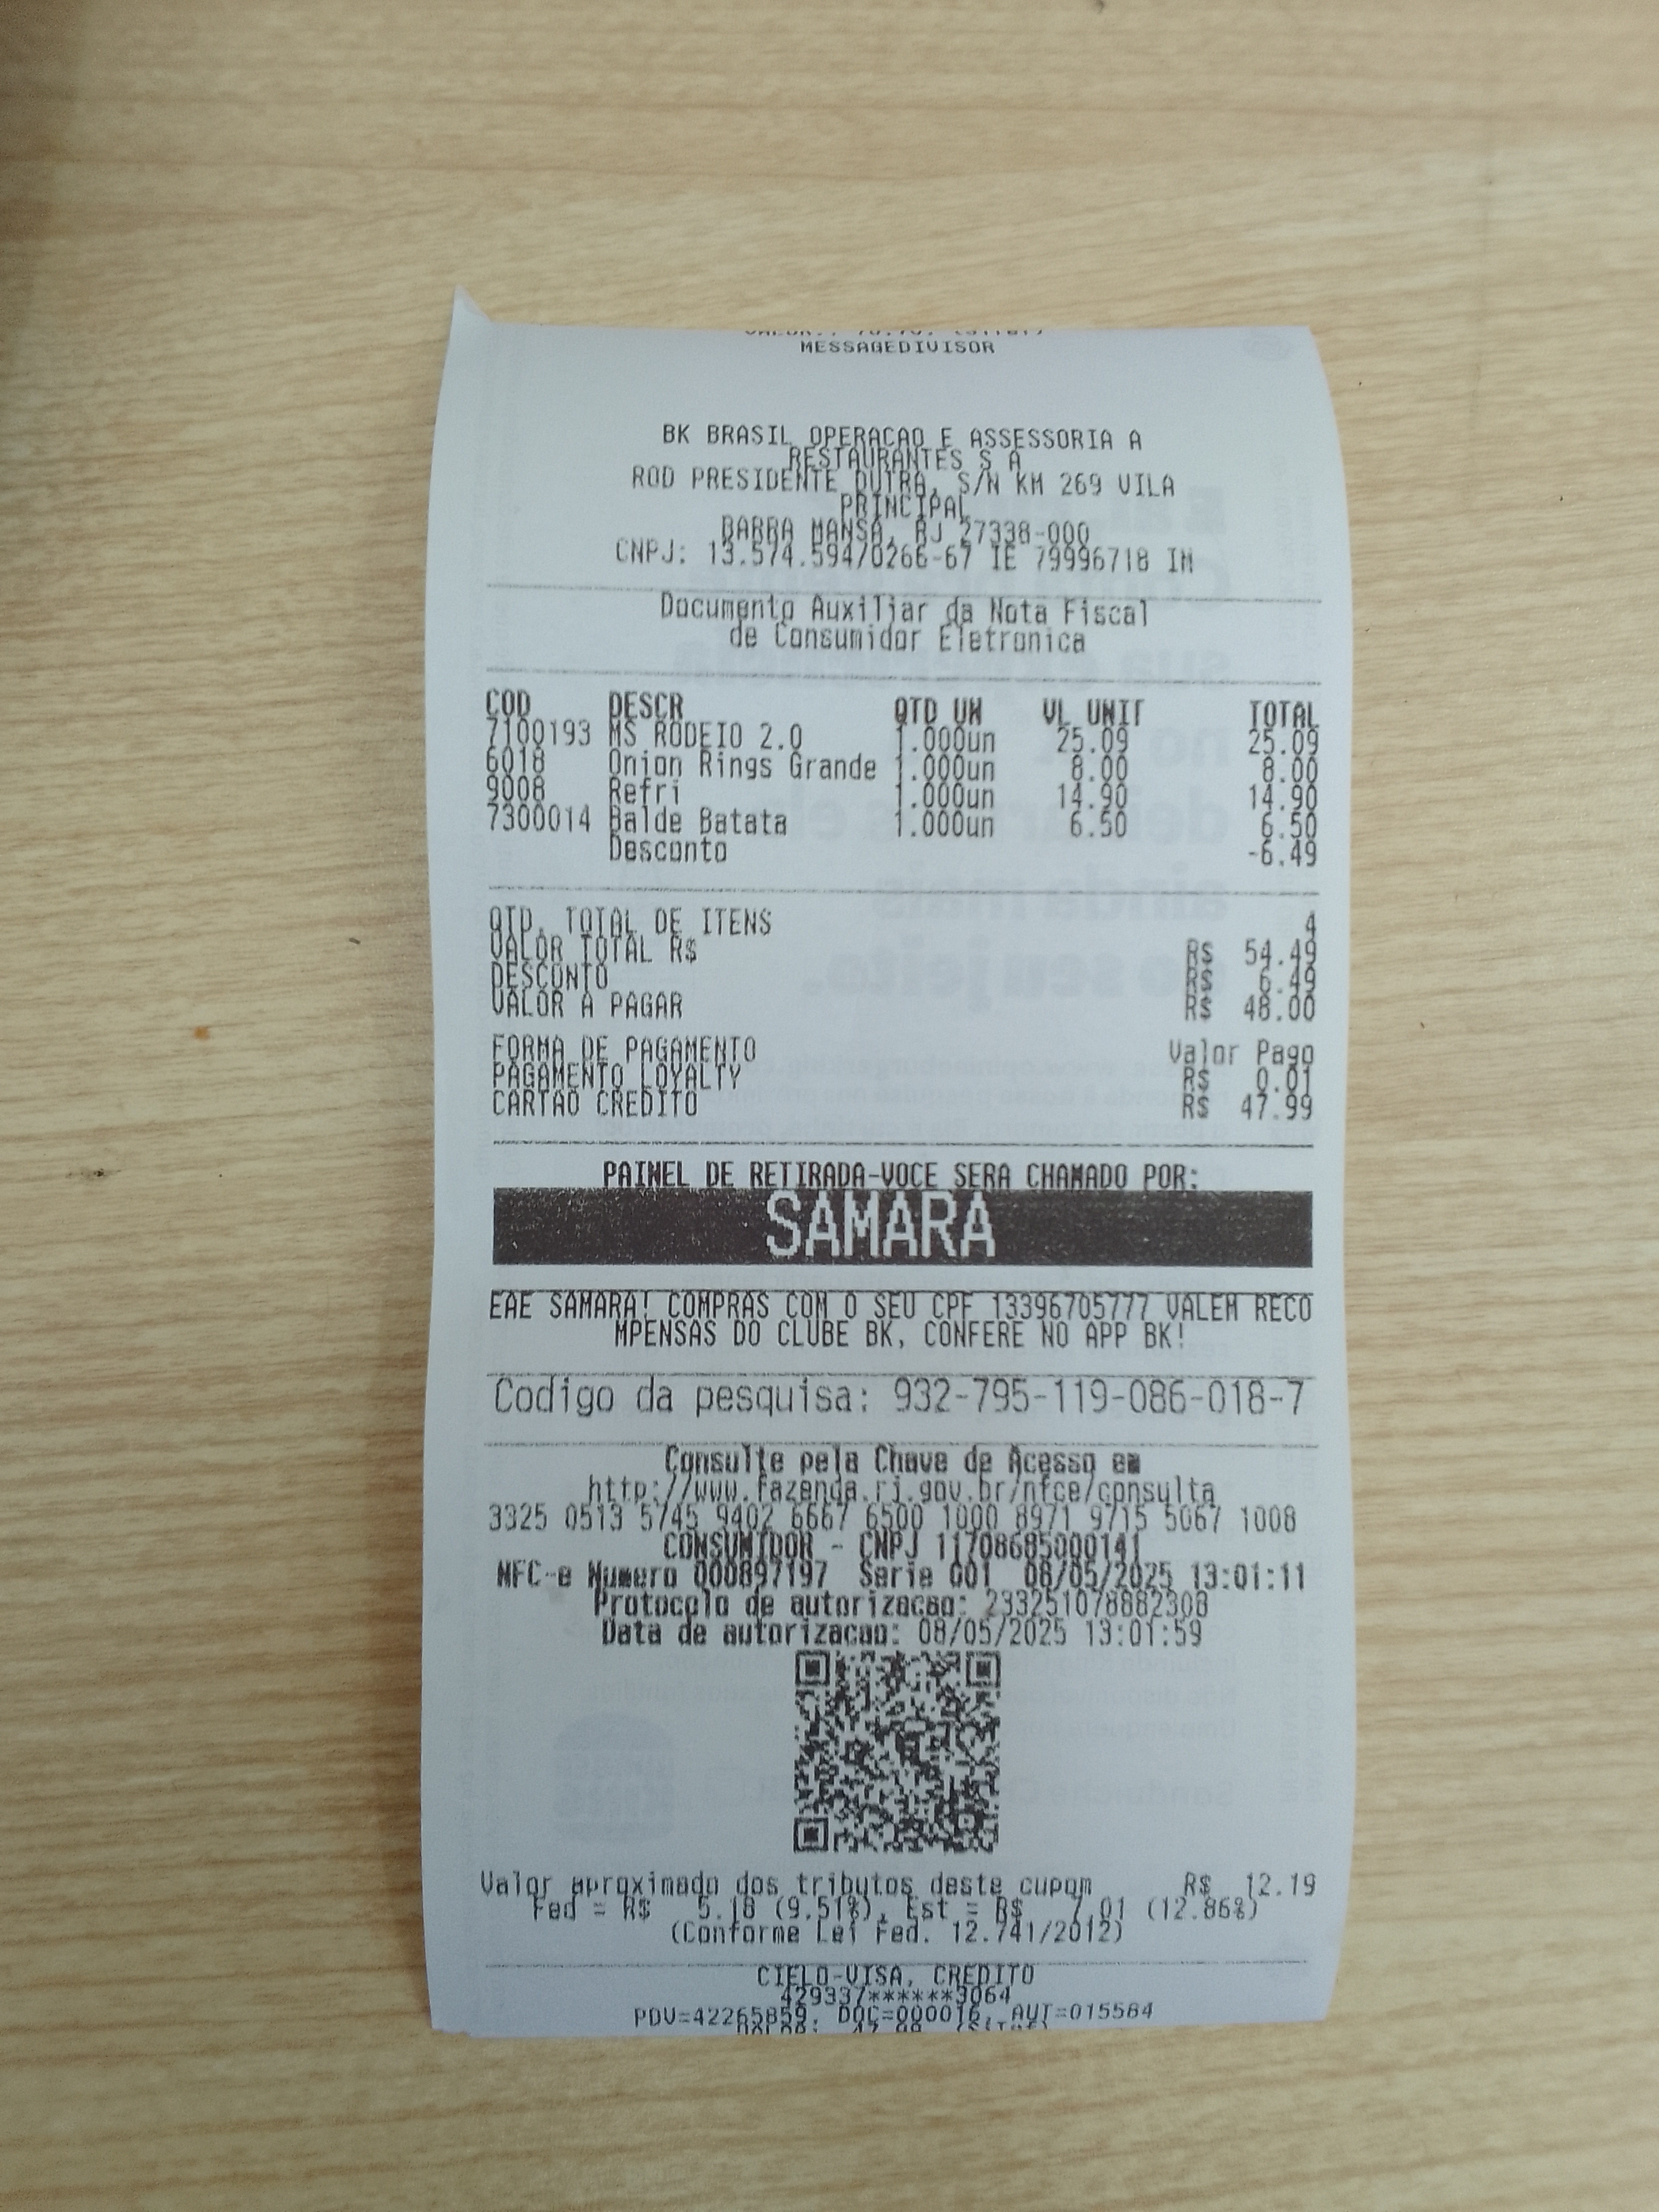 MESSAGEDIVISOR
BK BRASIL OPERACAO E ASSESSORIA A
RESTAURANTES S A
ROD PRESIDENTE DUTRA, S/N KM 269 VILA
PRINCIPAL
BARRA MANSA, RJ 27338-000
CNPJ: 13.574.594/0266-67 IE 79996718 IM
Documento Auxiliar da Nota Fiscal
de Consumidor Eletronica
COD DESCR QTD UN VL UNIT TOTAL
7100193 MS RODEIO 2.0 1.000un 25.09 25.09
6018 Onion Rings Grande 1.000un 8.00 8.00
9008 Refri 1.000un 14.90 14.90
7300014 Balde Batata 1.000un 6.50 6.50
Desconto -6.49
QTD. TOTAL DE ITENS 4
VALOR TOTAL R$ R$ 54.49
DESCONTO R$ 6.49
VALOR A PAGAR R$ 48.00
FORMA DE PAGAMENTO Valor Pago
PAGAMENTO LOYALTY R$ 0.01
CARTAO CREDITO R$ 47.99
PAINEL DE RETIRADA-VOCE SERA CHAMADO POR:
SAMARA
EAE SAMARA! COMPRAS COM O SEU CPF 13396705777 VALEM RECO
MPENSAS DO CLUBE BK, CONFERE NO APP BK!
Codigo da pesquisa: 932-795-119-086-018-7
Consulte pela Chave de Acesso em
http://www.fazenda.rj.gov.br/nfce/consulta
3325 0513 5745 9402 6667 6500 1000 8971 9715 5067 1008
CONSUMIDOR - CNPJ 11708685000141
NFC-e Numero 000897197 Serie 001 08/05/2025 13:01:11
Protocolo de autorizacao: 233251078882308
Data de autorizacao: 08/05/2025 13:01:59
Valor aproximado dos tributos deste cupom R$ 12.19
Fed = R$ 5.18 (9.51%), Est = R$ 7.01 (12.86%)
(Conforme Lei Fed. 12.741/2012)
CIELO-VISA, CREDITO
429337******3064
PDV=42265859, DOC=000016, AUT=015584